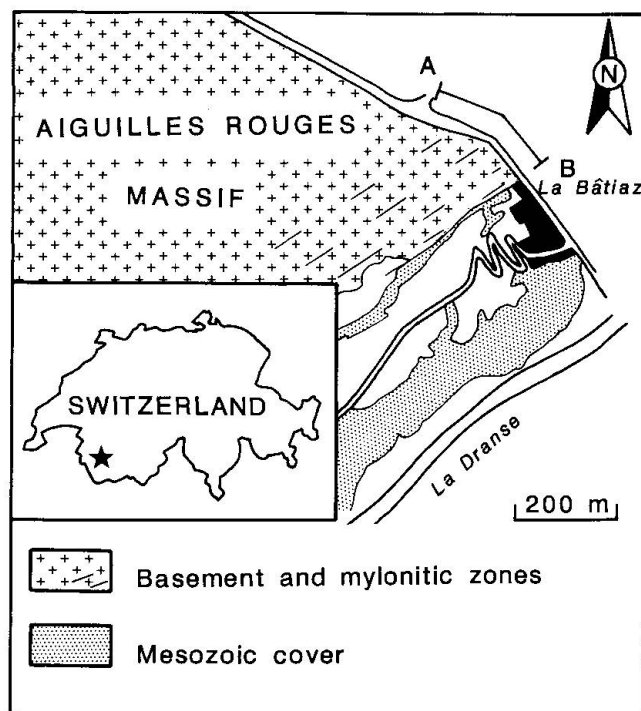 A
N
AIGUILLES ROUGES
MASSIF
B
La Bâtiaz
SWITZERLAND
La Dranse
200 m
Basement and mylonitic zones
Mesozoic cover